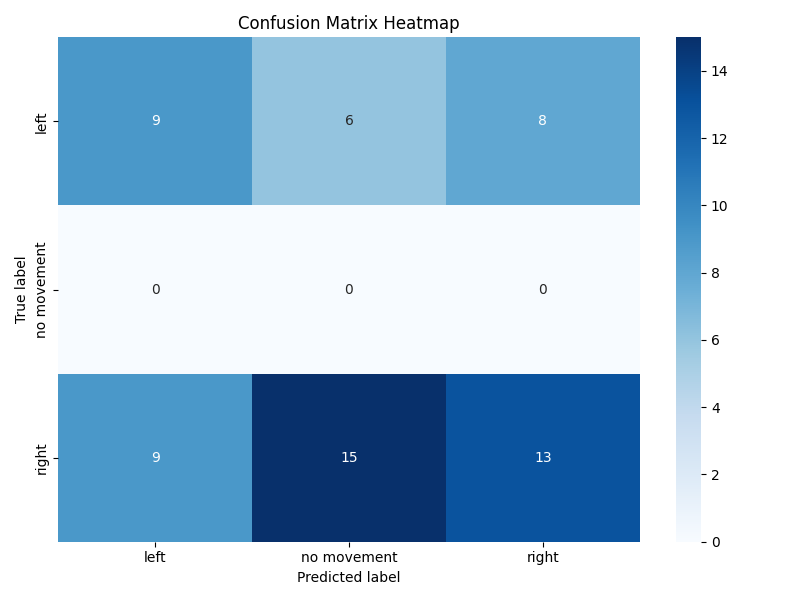 Confusion Matrix Heatmap
True label
left
9
6
8
no movement
0
0
0
right
9
15
13
left
no movement
right
Predicted label
14
12
10
8
6
4
2
0